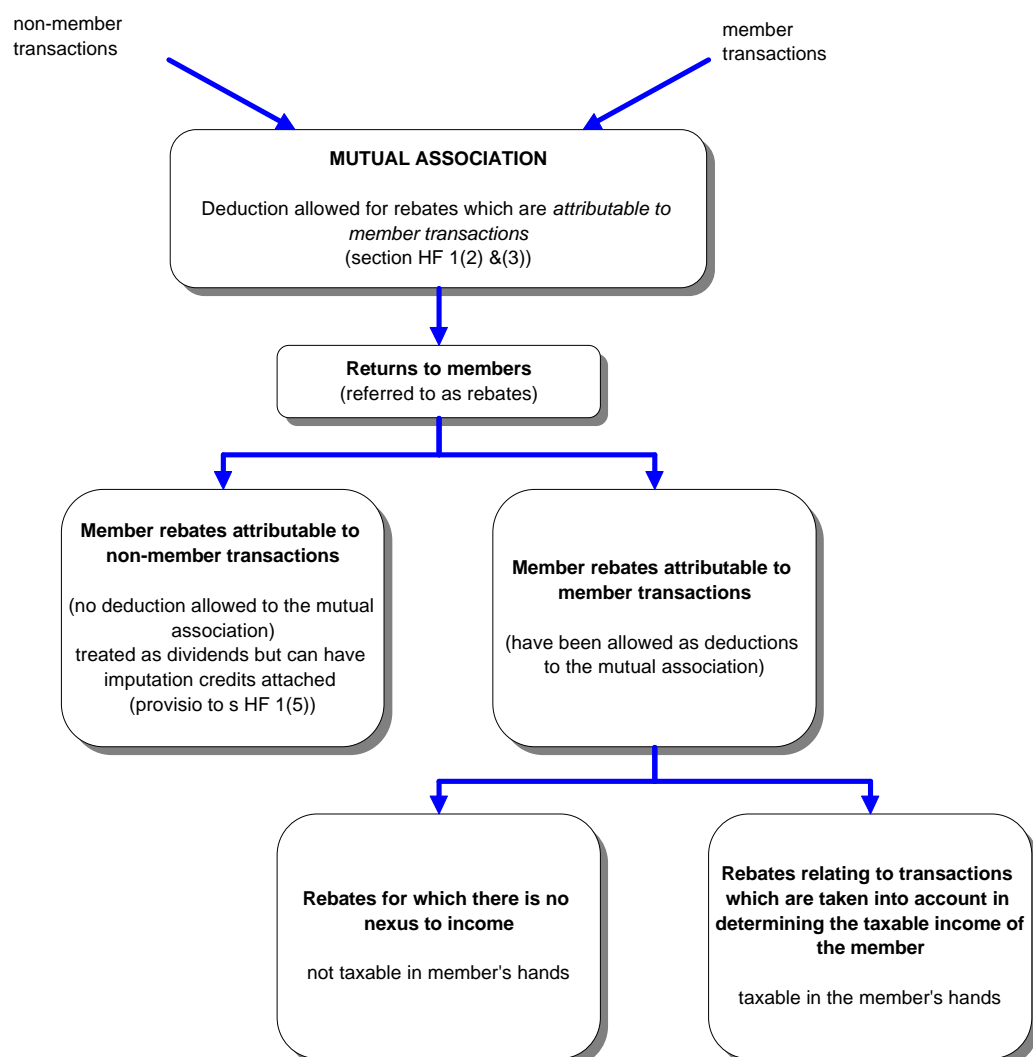 non-member
transactions
member
transactions
MUTUAL ASSOCIATION
Deduction allowed for rebates which are attributable to
member transactions
(section HF 1(2) &(3))
Returns to members
(referred to as rebates)
Member rebates attributable to
non-member transactions
(no deduction allowed to the mutual
association)
treated as dividends but can have
imputation credits attached
(provisio to s HF 1(5))
Member rebates attributable to
member transactions
(have been allowed as deductions
to the mutual association)
Rebates for which there is no
nexus to income
not taxable in member's hands
Rebates relating to transactions
which are taken into account in
determining the taxable income of
the member
taxable in the member's hands